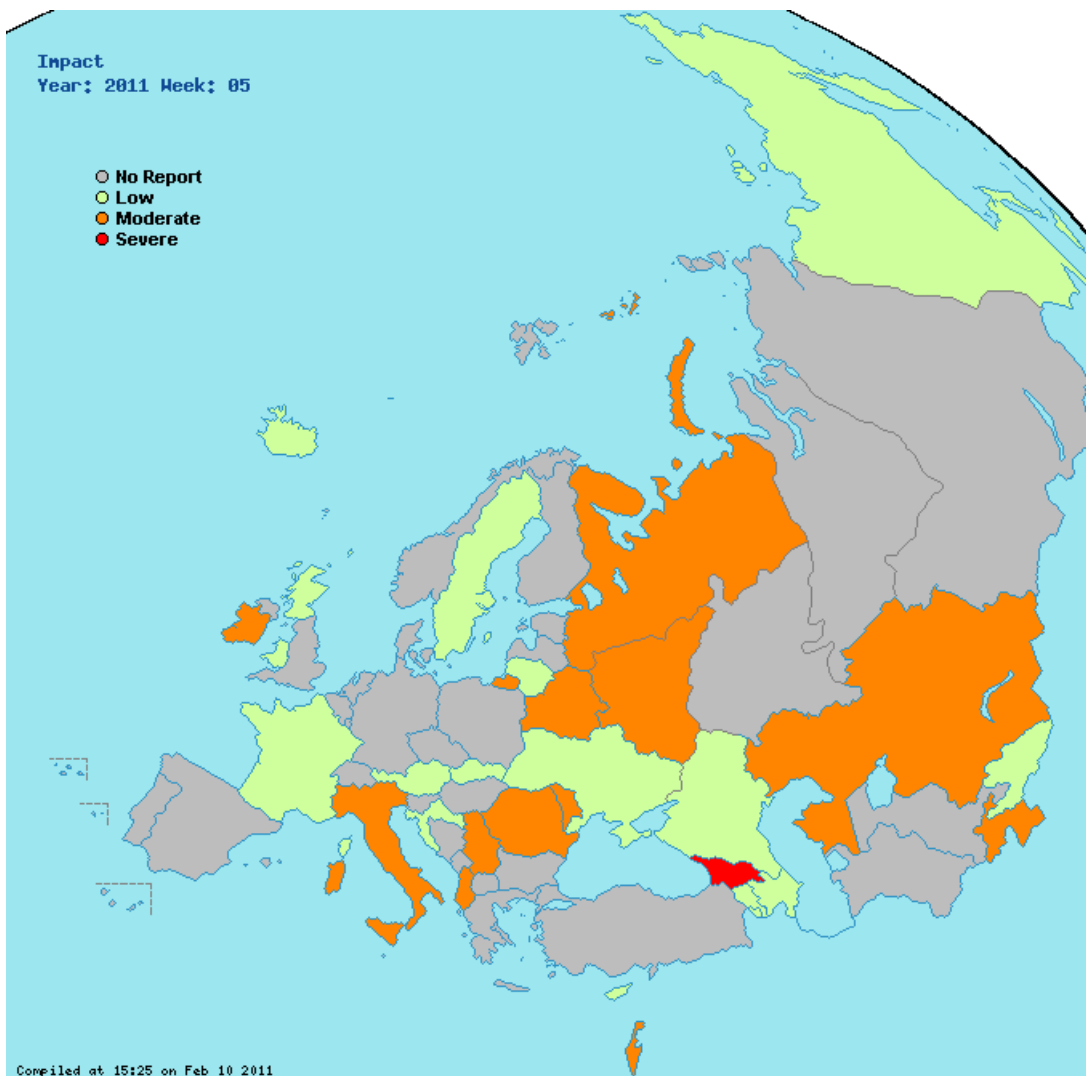 Impact
Year: 2011 Week: 05
No Report
Low
Moderate
Severe
Compiled at 15:25 on Feb 10 2011